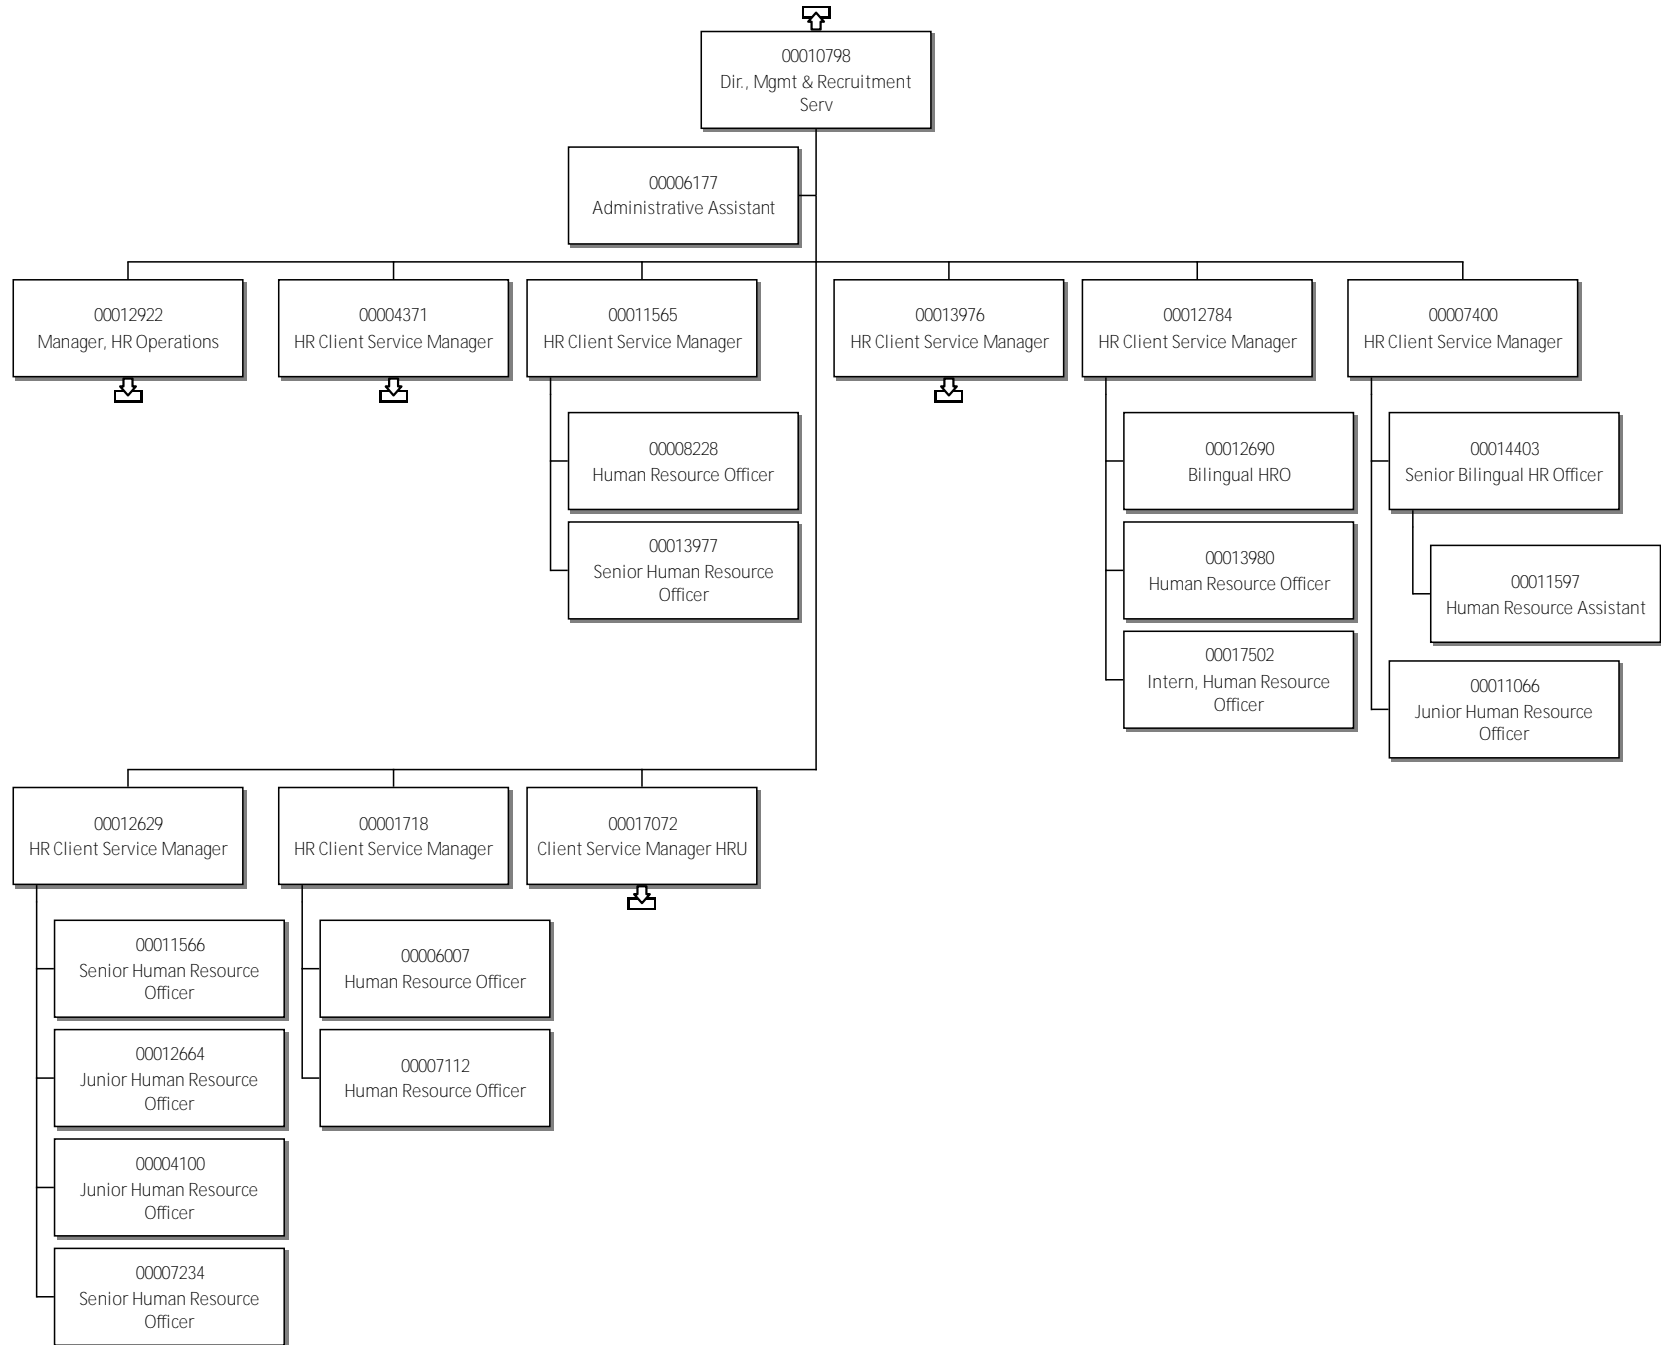 00010798
Dir., Mgmt & Recruitment
Serv
00006177
Administrative Assistant
00012922
Manager, HR Operations
00004371
HR Client Service Manager
00011565
HR Client Service Manager
00008228
Human Resource Officer
00013977
Senior Human Resource
Officer
00013976
HR Client Service Manager
00012784
HR Client Service Manager
00012690
Bilingual HRO
00013980
Human Resource Officer
00017502
Intern, Human Resource
Officer
00007400
HR Client Service Manager
00014403
Senior Bilingual HR Officer
00011597
Human Resource Assistant
00011066
Junior Human Resource
Officer
00012629
HR Client Service Manager
00011566
Senior Human Resource
Officer
00012664
Junior Human Resource
Officer
00004100
Junior Human Resource
Officer
00007234
Senior Human Resource
Officer
00001718
HR Client Service Manager
00006007
Human Resource Officer
00007112
Human Resource Officer
00017072
Client Service Manager HRU